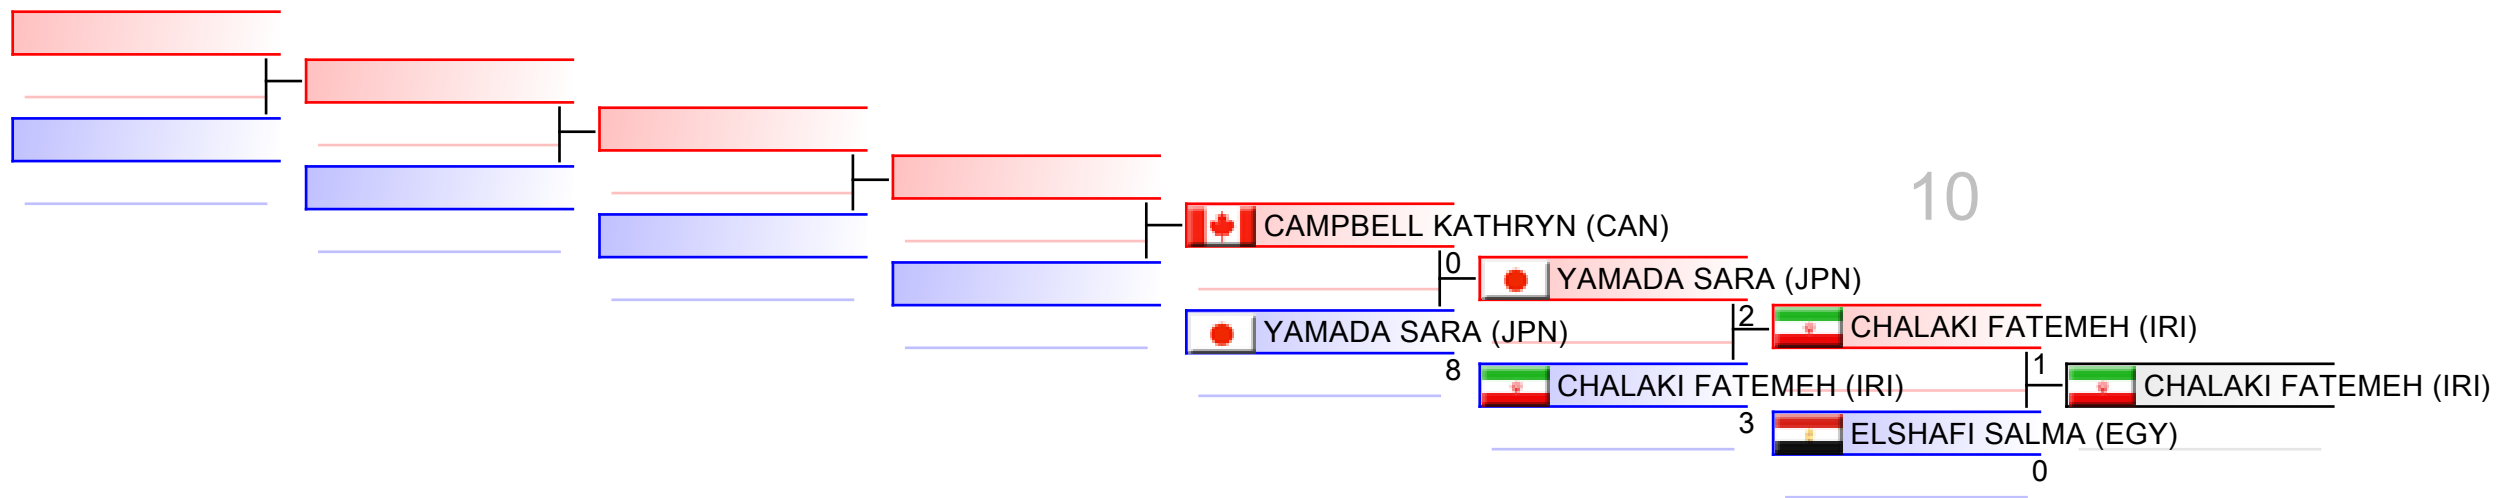 10
CAMPBELL KATHRYN (CAN)
0
YAMADA SARA (JPN)
YAMADA SARA (JPN)
8
2
CHALAKI FATEMEH (IRI)
CHALAKI FATEMEH (IRI)
3
1
CHALAKI FATEMEH (IRI)
ELSHAFI SALMA (EGY)
0